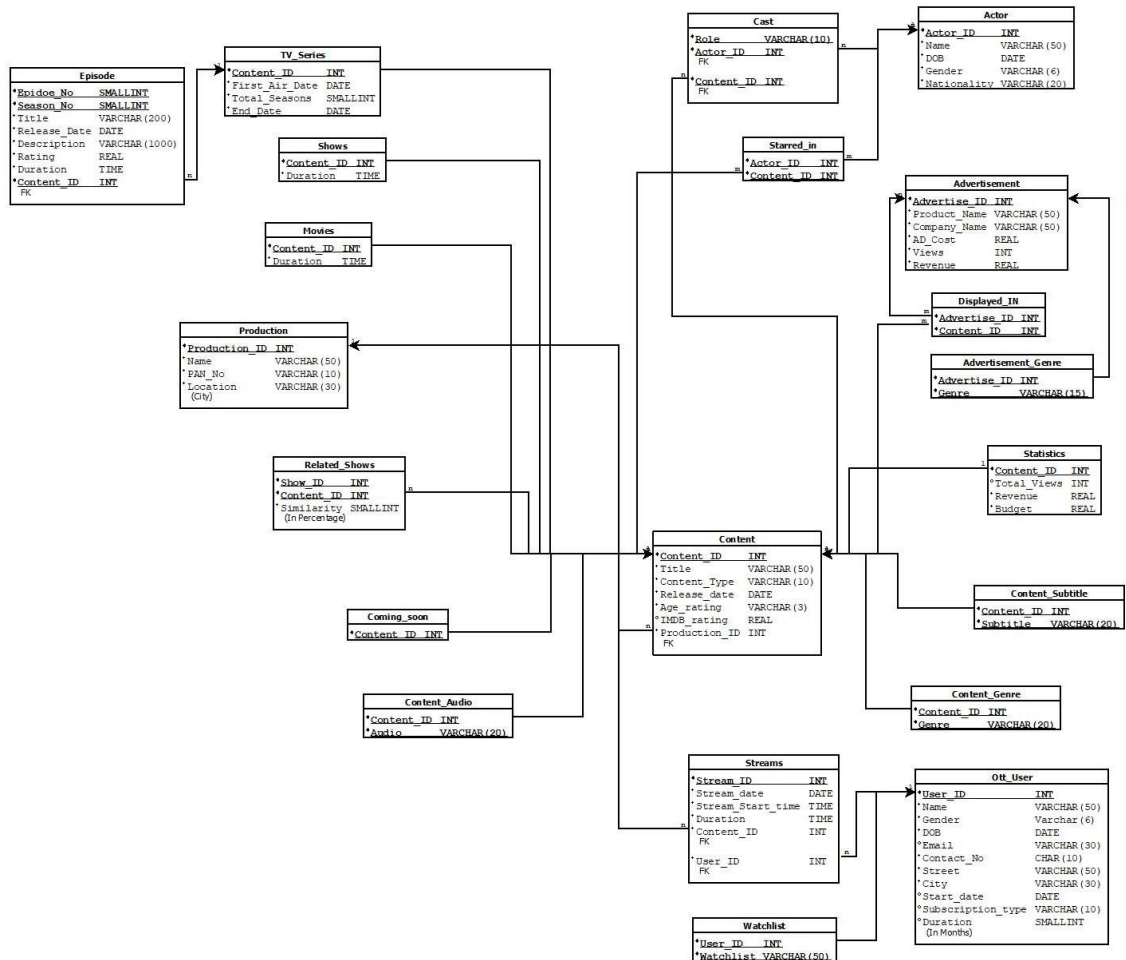 Cast
Role VARCHAR(10)
Actor_ID INT
FK
Content_ID INT
FK
Actor
Actor_ID INT
Name VARCHAR(50)
DOB DATE
Gender VARCHAR(6)
Nationality VARCHAR(20)
TV_Series
Content_ID INT
First_Air_Date DATE
Total_Seasons SMALLINT
End_Date DATE
Episode
Epidoe_No SMALLINT
Season_No SMALLINT
Title VARCHAR(200)
Release_Date DATE
Description VARCHAR(1000)
Rating REAL
Duration TIME
Content_ID INT
FK
Shows
Content_ID INT
Duration TIME
Starred_in
Actor_ID INT
Content_ID INT
Advertisement
Advertise_ID INT
Product_Name VARCHAR(50)
Company_Name VARCHAR(50)
AD_Cost REAL
Views INT
Revenue REAL
Movies
Content_ID INT
Duration TIME
Displayed_IN
Advertise_ID INT
Content_ID INT
Production
Production_ID INT
Name VARCHAR(50)
PAN_No VARCHAR(10)
Location VARCHAR(30)
(City)
Advertisement_Genre
Advertise_ID INT
Genre VARCHAR(15)
Related_Shows
Show_ID INT
Content_ID INT
Similarity SMALLINT
(In Percentage)
Statistics
Content_ID INT
Total_Views INT
Revenue REAL
Budget REAL
Content
Content_ID INT
Title VARCHAR(50)
Content_Type VARCHAR(10)
Release_date DATE
Age_rating VARCHAR(3)
IMDB_rating REAL
Production_ID INT
FK
Content_Subtitle
Content_ID INT
Subtitle VARCHAR(20)
Coming_soon
Content_ID INT
Content_Audio
Content_ID INT
Audio VARCHAR(20)
Content_Genre
Content_ID INT
Genre VARCHAR(20)
Streams
Stream_ID INT
Stream_date DATE
Stream_Start_time TIME
Duration TIME
Content_ID INT
FK
User_ID INT
FK
Ott_User
User_ID INT
Name VARCHAR(50)
Gender Varchar(6)
DOB DATE
Email VARCHAR(30)
Contact_No CHAR(10)
Street VARCHAR(50)
City VARCHAR(30)
Start_date DATE
Subscription_type VARCHAR(10)
Duration SMALLINT
(In Months)
Watchlist
User_ID INT
Watchlist VARCHAR(50)